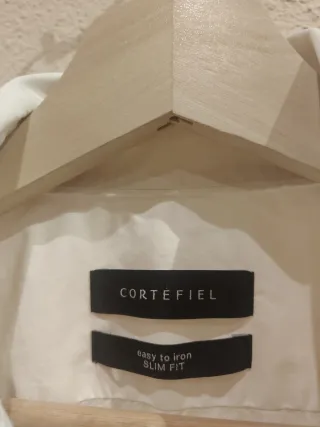 CORTEFIEL
easy to iron
SLIM FIT